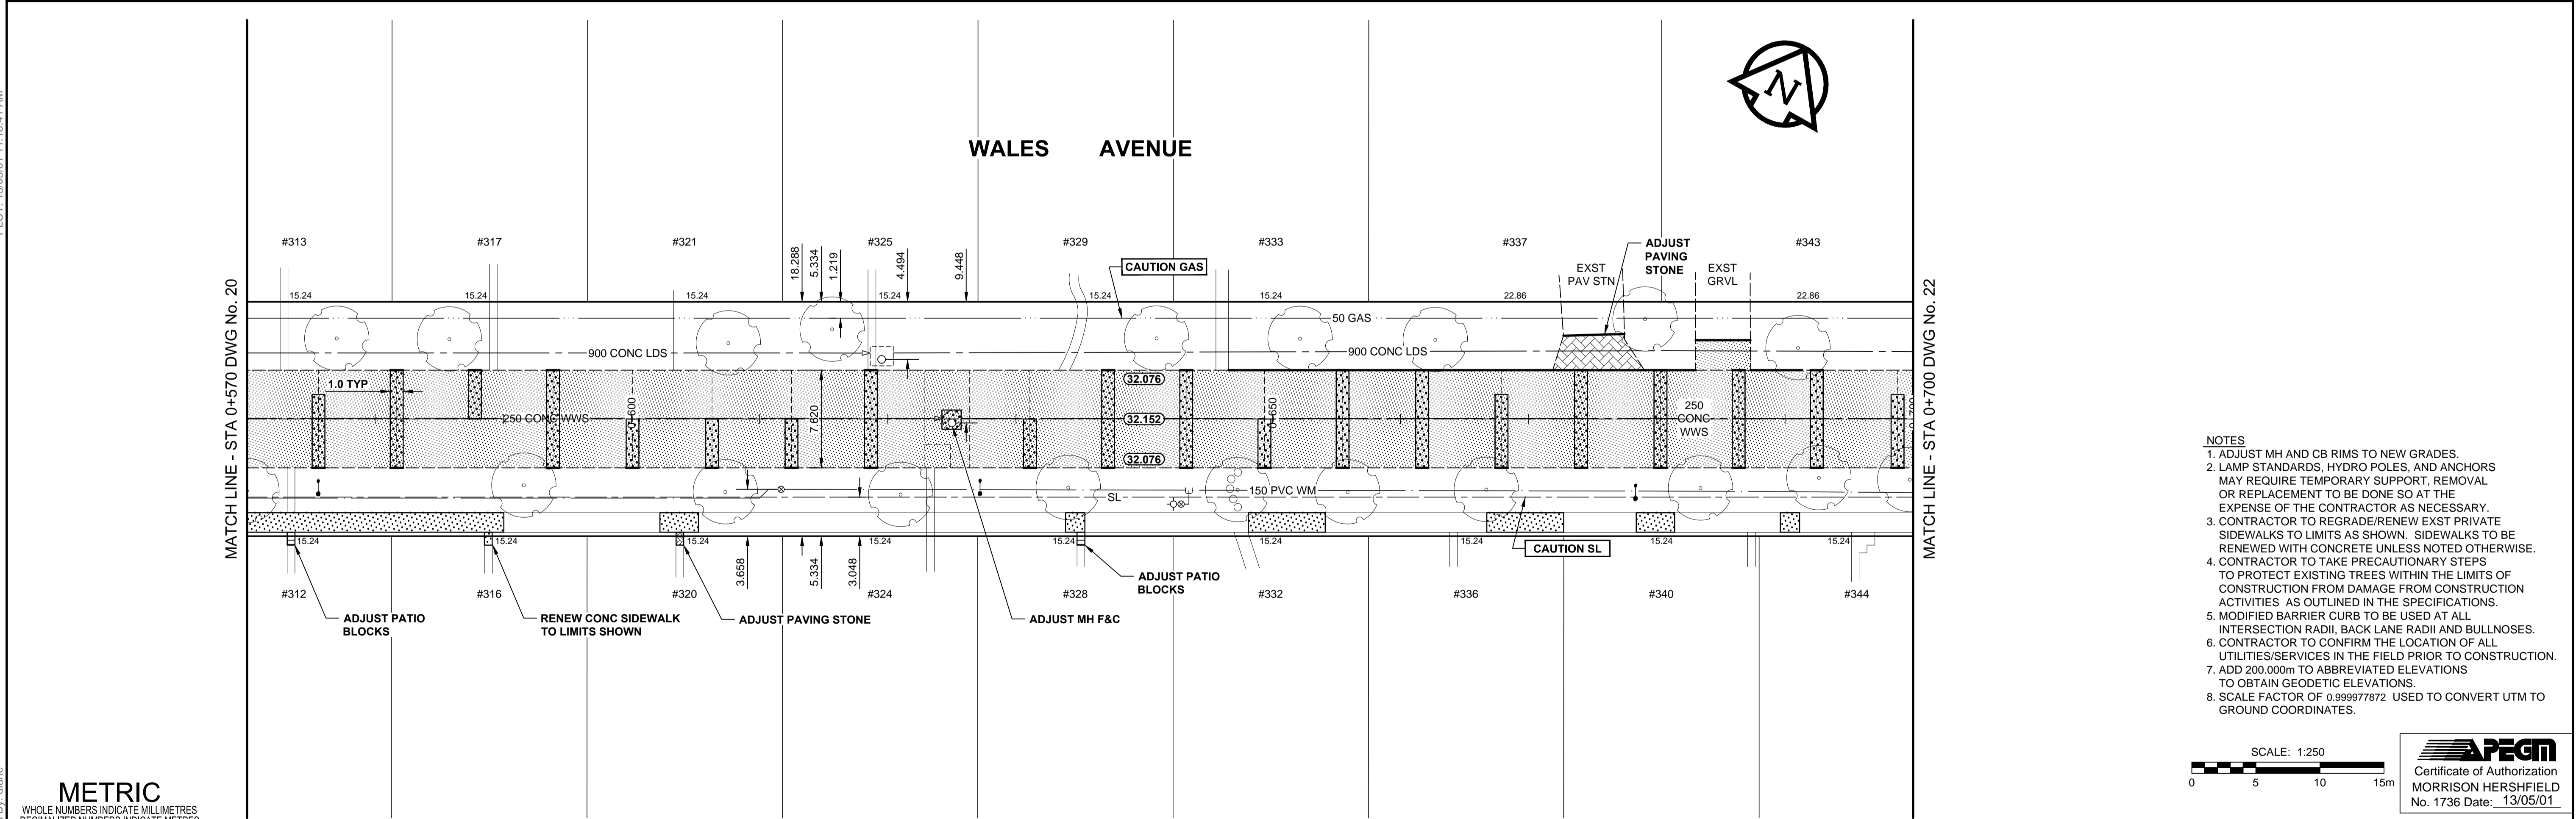 WALES AVENUE
N
#313
#317
#321
#325
#329
#333
#337
#343
18.288
5.334
1.219
4.494
9.448
CAUTION GAS
ADJUST
PAVING
STONE
EXST
PAV STN
EXST
GRVL
15.24
15.24
15.24
15.24
15.24
15.24
22.86
22.86
50 GAS
900 CONC LDS
900 CONC LDS
MATCH LINE - STA 0+570 DWG No. 20
MATCH LINE - STA 0+700 DWG No. 22
1.0 TYP
32.076
250 CONC WWS
0+600
7.620
32.152
0+650
250
CONC
WWS
32.076
SL
150 PVC WM
15.24
15.24
15.24
15.24
15.24
15.24
15.24
15.24
15.24
CAUTION SL
3.658
5.334
3.048
#312
#316
#320
#324
#328
#332
#336
#340
#344
ADJUST PATIO
BLOCKS
RENEW CONC SIDEWALK
TO LIMITS SHOWN
ADJUST PAVING STONE
ADJUST MH F&C
ADJUST PATIO
BLOCKS
NOTES
1. ADJUST MH AND CB RIMS TO NEW GRADES.
2. LAMP STANDARDS, HYDRO POLES, AND ANCHORS
MAY REQUIRE TEMPORARY SUPPORT, REMOVAL
OR REPLACEMENT TO BE DONE SO AT THE
EXPENSE OF THE CONTRACTOR AS NECESSARY.
3. CONTRACTOR TO REGRADE/RENEW EXST PRIVATE
SIDEWALKS TO LIMITS AS SHOWN. SIDEWALKS TO BE
RENEWED WITH CONCRETE UNLESS NOTED OTHERWISE.
4. CONTRACTOR TO TAKE PRECAUTIONARY STEPS
TO PROTECT EXISTING TREES WITHIN THE LIMITS OF
CONSTRUCTION FROM DAMAGE FROM CONSTRUCTION
ACTIVITIES AS OUTLINED IN THE SPECIFICATIONS.
5. MODIFIED BARRIER CURB TO BE USED AT ALL
INTERSECTION RADII, BACK LANE RADII AND BULLNOSES.
6. CONTRACTOR TO CONFIRM THE LOCATION OF ALL
UTILITIES/SERVICES IN THE FIELD PRIOR TO CONSTRUCTION.
7. ADD 200.000m TO ABBREVIATED ELEVATIONS
TO OBTAIN GEODETIC ELEVATIONS.
8. SCALE FACTOR OF 0.999977872 USED TO CONVERT UTM TO
GROUND COORDINATES.
SCALE: 1:250
0 5 10 15m
APEGM
Certificate of Authorization
MORRISON HERSHFIELD
No. 1736 Date: 13/05/01
METRIC
WHOLE NUMBERS INDICATE MILLIMETRES
DECIMALIZED NUMBERS INDICATE METRES